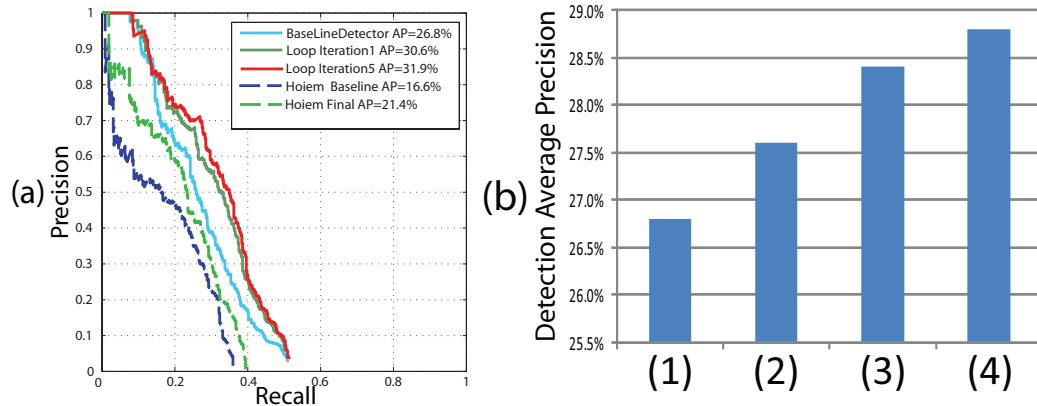 (a)
Precision
1
0.9
0.8
0.7
0.6
0.5
0.4
0.3
0.2
0.1
0
0 0.2 0.4 0.6 0.8 1
Recall
BaseLineDetector AP=26.8%
Loop Iteration1 AP=30.6%
Loop Iteration5 AP=31.9%
Hoiem Baseline AP=16.6%
Hoiem Final AP=21.4%
(b)
Detection Average Precision
29.0%
28.5%
28.0%
27.5%
27.0%
26.5%
26.0%
25.5%
(1) (2) (3) (4)